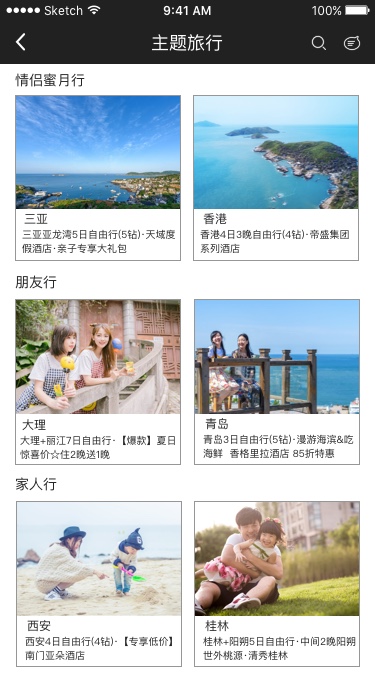 Sketch 9:41 AM 100%
主题旅行
情侣蜜月行
三亚
三亚亚龙湾5日自由行(5钻)·天域度
假酒店·亲子专享大礼包
香港
香港4日3晚自由行(4钻)·帝盛集团
系列酒店
朋友行
大理
大理+丽江7日自由行·【爆款】夏日
惊喜价☆住2晚送1晚
青岛
青岛3日自由行(5钻)·漫游海滨&吃
海鲜 香格里拉酒店 85折特惠
家人行
西安
西安4日自由行(4钻)·【专享低价】
南门亚朵酒店
桂林
桂林+阳朔5日自由行·中间2晚阳朔
世外桃源·清秀桂林